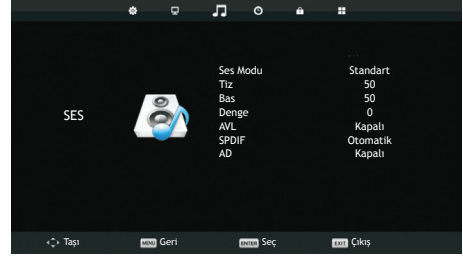 Ses Modu Standart
Tiz 50
Bas 50
SES
Denge 0
AVL Kapalı
SPDIF Otomatik
AD Kapalı
Taşı MENU Geri ENTER Seç EXIT Çıkış